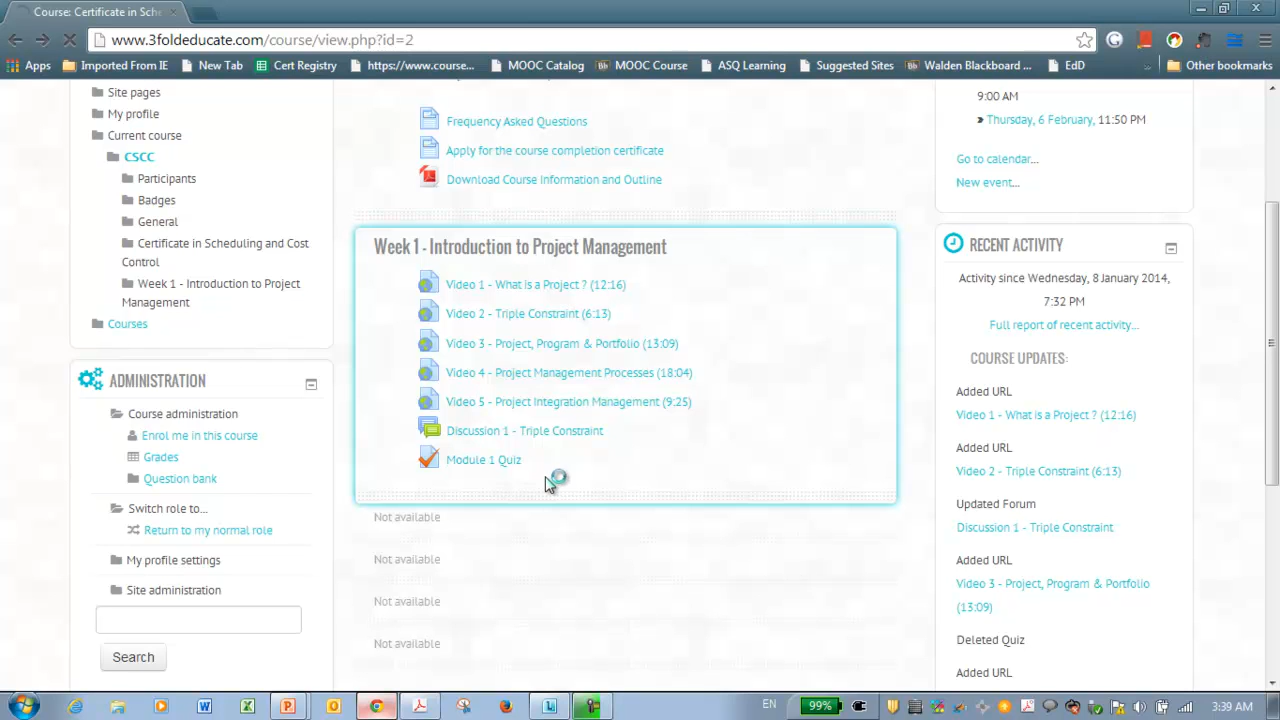 Course: Certificate in Sche
www.3foldeducate.com/course/view.php?id=2
Apps Imported From IE New Tab Cert Registry https://www.course... MOOC Catalog MOOC Course ASQ Learning Suggested Sites Walden Blackboard ... EdD » Other bookmarks
Site pages
My profile
Current course
CSCC
Participants
Badges
General
Certificate in Scheduling and Cost
Control
Week 1 - Introduction to Project
Management
Courses
ADMINISTRATION
Course administration
Enrol me in this course
Grades
Question bank
Switch role to...
Return to my normal role
My profile settings
Site administration
Search
Frequency Asked Questions
Apply for the course completion certificate
Download Course Information and Outline
Week 1 - Introduction to Project Management
Video 1 - What is a Project ? (12:16)
Video 2 - Triple Constraint (6:13)
Video 3 - Project, Program & Portfolio (13:09)
Video 4 - Project Management Processes (18:04)
Video 5 - Project Integration Management (9:25)
Discussion 1 - Triple Constraint
Module 1 Quiz
Not available
Not available
Not available
Not available
9:00 AM
» Thursday, 6 February, 11:50 PM
Go to calendar...
New event...
RECENT ACTIVITY
Activity since Wednesday, 8 January 2014,
7:32 PM
Full report of recent activity...
COURSE UPDATES:
Added URL
Video 1 - What is a Project ? (12:16)
Added URL
Video 2 - Triple Constraint (6:13)
Updated Forum
Discussion 1 - Triple Constraint
Added URL
Video 3 - Project, Program & Portfolio
(13:09)
Deleted Quiz
Added URL
EN 99% 3:39 AM